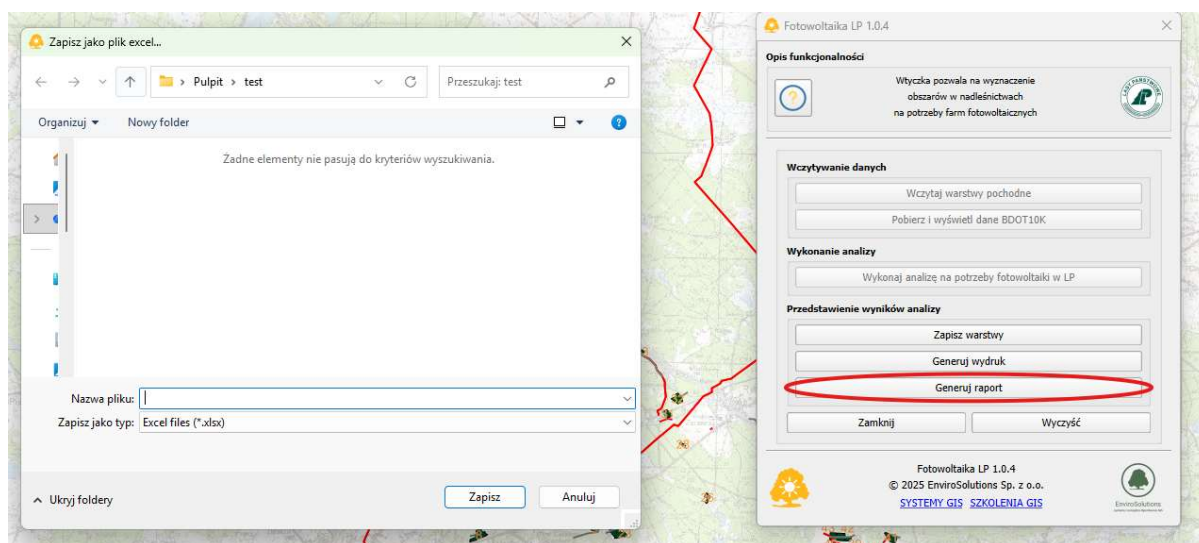 Zapisz jako plik excel...
Pulpit > test
Przeszukaj: test
Organizuj
Nowy folder
Żadne elementy nie pasują do kryteriów wyszukiwania.
Nazwa pliku:
Zapisz jako typ: Excel files (*.xlsx)
Ukryj foldery
Zapisz
Anuluj
Fotowoltaika LP 1.0.4
Opis funkcjonalności
Wtyczka pozwala na wyznaczenie
obszarów w nadleśnictwach
na potrzeby farm fotowoltaicznych
Wczytywanie danych
Wczytaj warstwy pochodne
Pobierz i wyświetl dane BDOT10K
Wykonanie analizy
Wykonaj analizę na potrzeby fotowoltaiki w LP
Przedstawienie wyników analizy
Zapisz warstwy
Generuj wydruk
Generuj raport
Zamknij
Wyczyść
Fotowoltaika LP 1.0.4
© 2025 EnviroSolutions Sp. z o.o.
SYSTEMY GIS SZKOLENIA GIS
EnviroSolutions